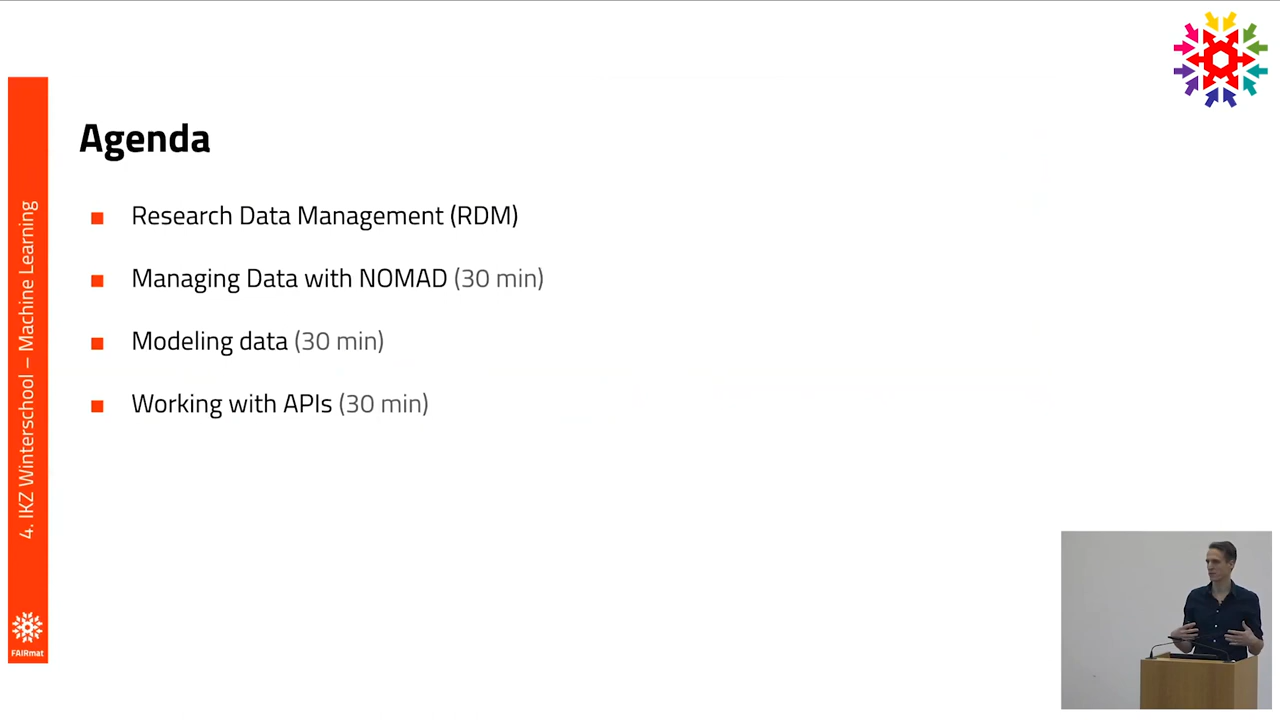 Agenda
Research Data Management (RDM)
Managing Data with NOMAD (30 min)
Modeling data (30 min)
Working with APIs (30 min)
4. IKZ Winterschool – Machine Learning
FAIRmat